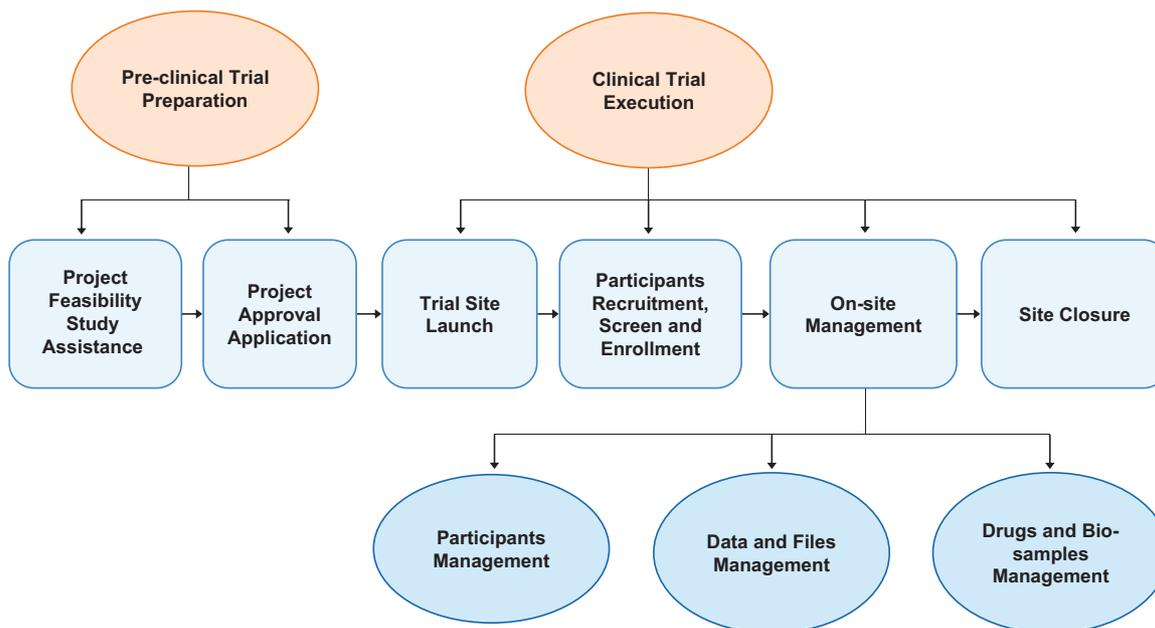 Pre-clinical Trial
Preparation
Clinical Trial
Execution
Project
Feasibility
Study
Assistance
Project
Approval
Application
Trial Site
Launch
Participants
Recruitment,
Screen and
Enrollment
On-site
Management
Site Closure
Participants
Management
Data and Files
Management
Drugs and Bio-
samples
Management